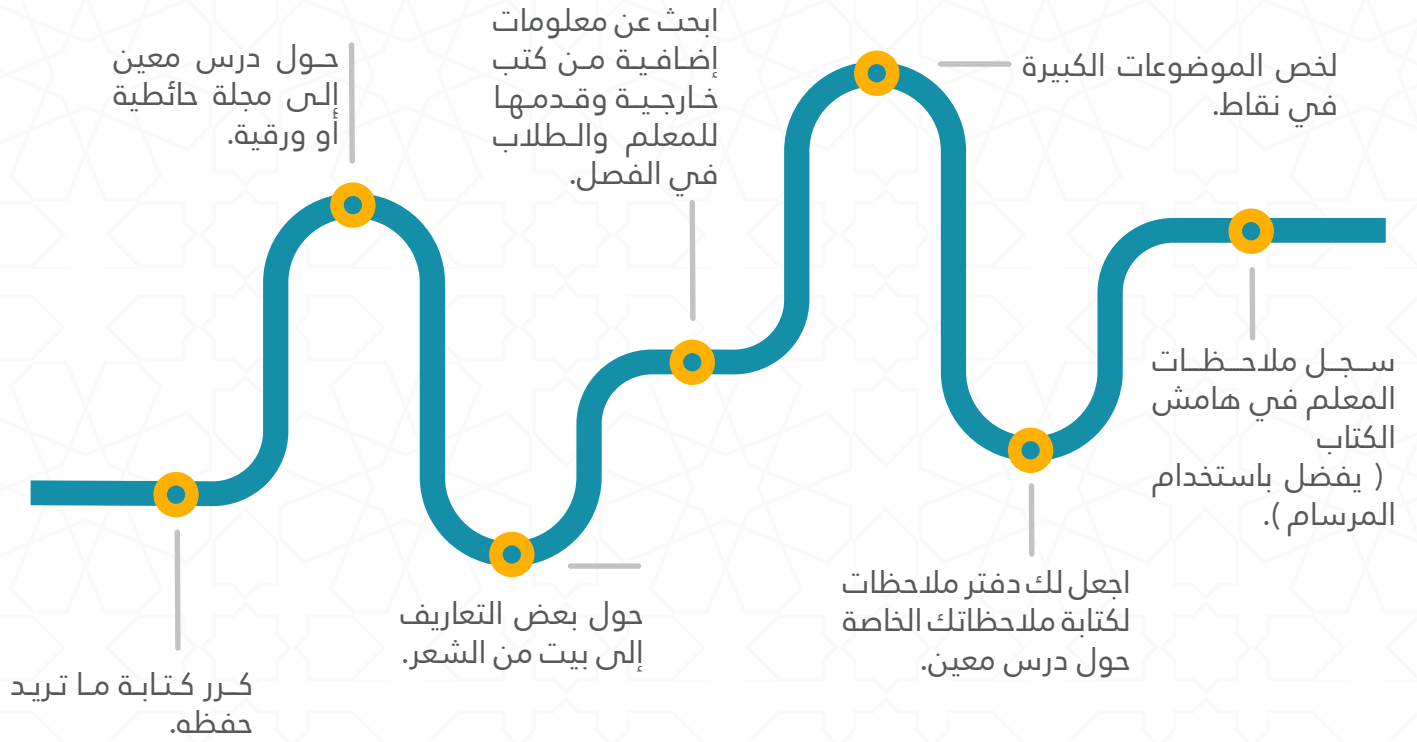 سجل ملاحظات
المعلم في هامش
الكتاب
( يفضل باستخدام
المرسام ).
اجعل لك دفتر ملاحظات
لكتابة ملاحظاتك الخاصة
حول درس معين.
لخص الموضوعات الكبيرة
في نقاط.
ابحث عن معلومات
إضافية من كتب
خارجية وقدمها
للمعلم والطلاب
في الفصل.
حول بعض التعاريف
إلى بيت من الشعر.
حول درس معين
إلى مجلة حائطية
أو ورقية.
كرر كتابة ما تريد
حفظه.